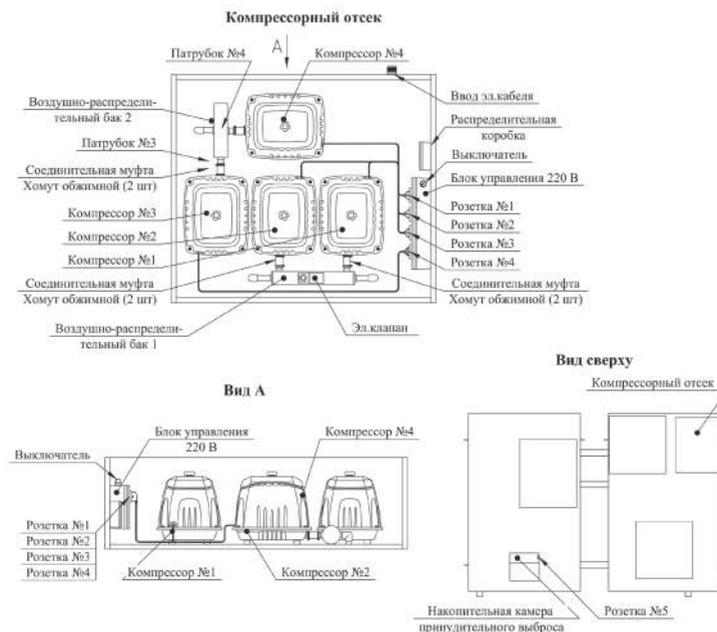 Компрессорный отсек
А
Патрубок №4
Компрессор №4
Воздушно-распредели-
тельный бак 2
Ввод эл.кабеля
Распределительная
коробка
Патрубок №3
Выключатель
Соединительная муфта
Хомут обжимной (2 шт)
Блок управления 220 В
Компрессор №3
Компрессор №2
Компрессор №1
Розетка №1
Розетка №2
Розетка №3
Розетка №4
Соединительная муфта
Хомут обжимной (2 шт)
Соединительная муфта
Хомут обжимной (2 шт)
Воздушно-распредели-
тельный бак 1
Эл.клапан
Вид А
Блок управления
220 В
Компрессор №4
Выключатель
Розетка №1
Розетка №2
Розетка №3
Розетка №4
Компрессор №1
Компрессор №2
Вид сверху
Компрессорный отсек
Накопительная камера
принудительного выброса
Розетка №5